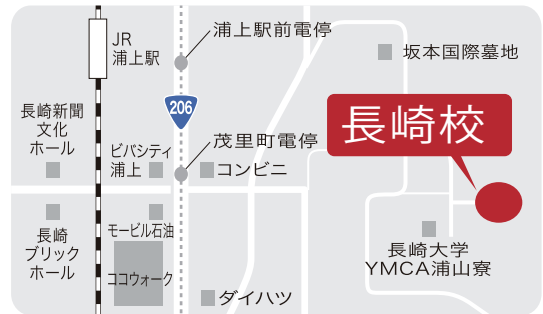 JR
浦上駅
浦上駅前電停
坂本国際墓地
206
長崎校
長崎新聞
文化
ホール
ビバシティ
浦上
茂里町電停
コンビニ
長崎
ブリック
ホール
モービル石油
ココウォーク
ダイハツ
長崎大学
YMCA浦山寮